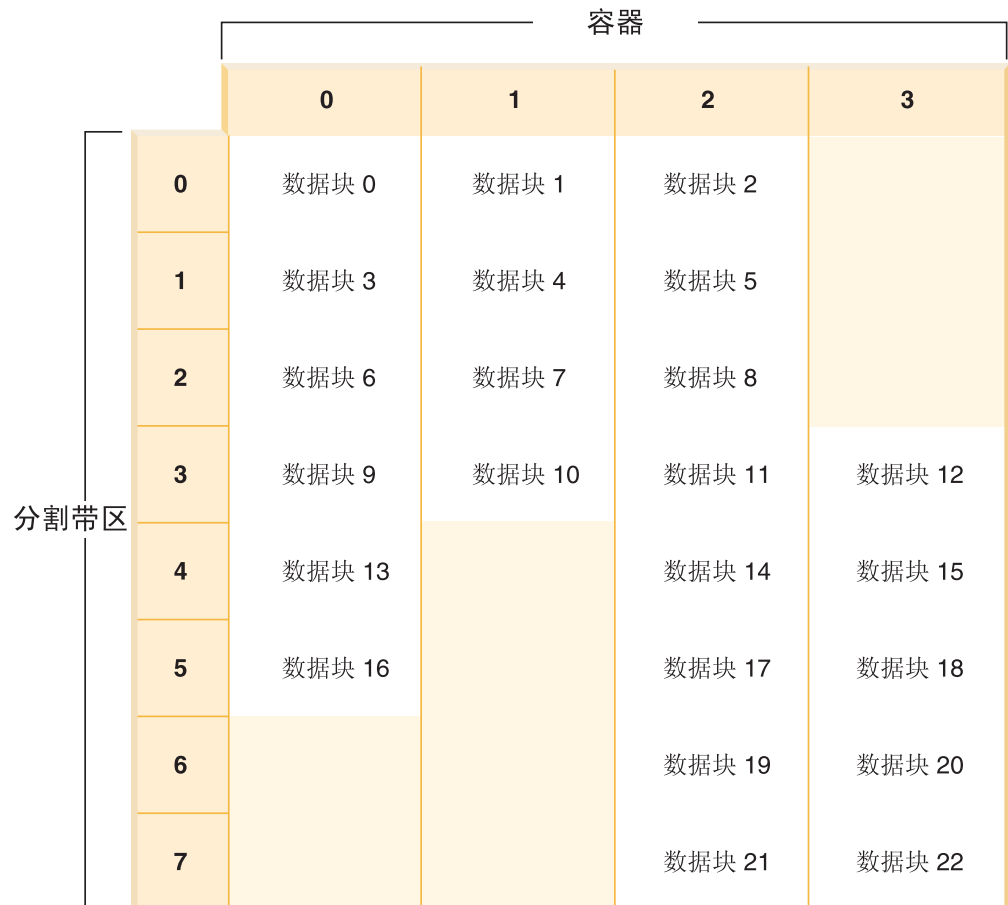 容器
0 1 2 3
0 数据块 0 数据块 1 数据块 2
1 数据块 3 数据块 4 数据块 5
2 数据块 6 数据块 7 数据块 8
3 数据块 9 数据块 10 数据块 11 数据块 12
分割带区
4 数据块 13 数据块 14 数据块 15
5 数据块 16 数据块 17 数据块 18
6 数据块 19 数据块 20
7 数据块 21 数据块 22